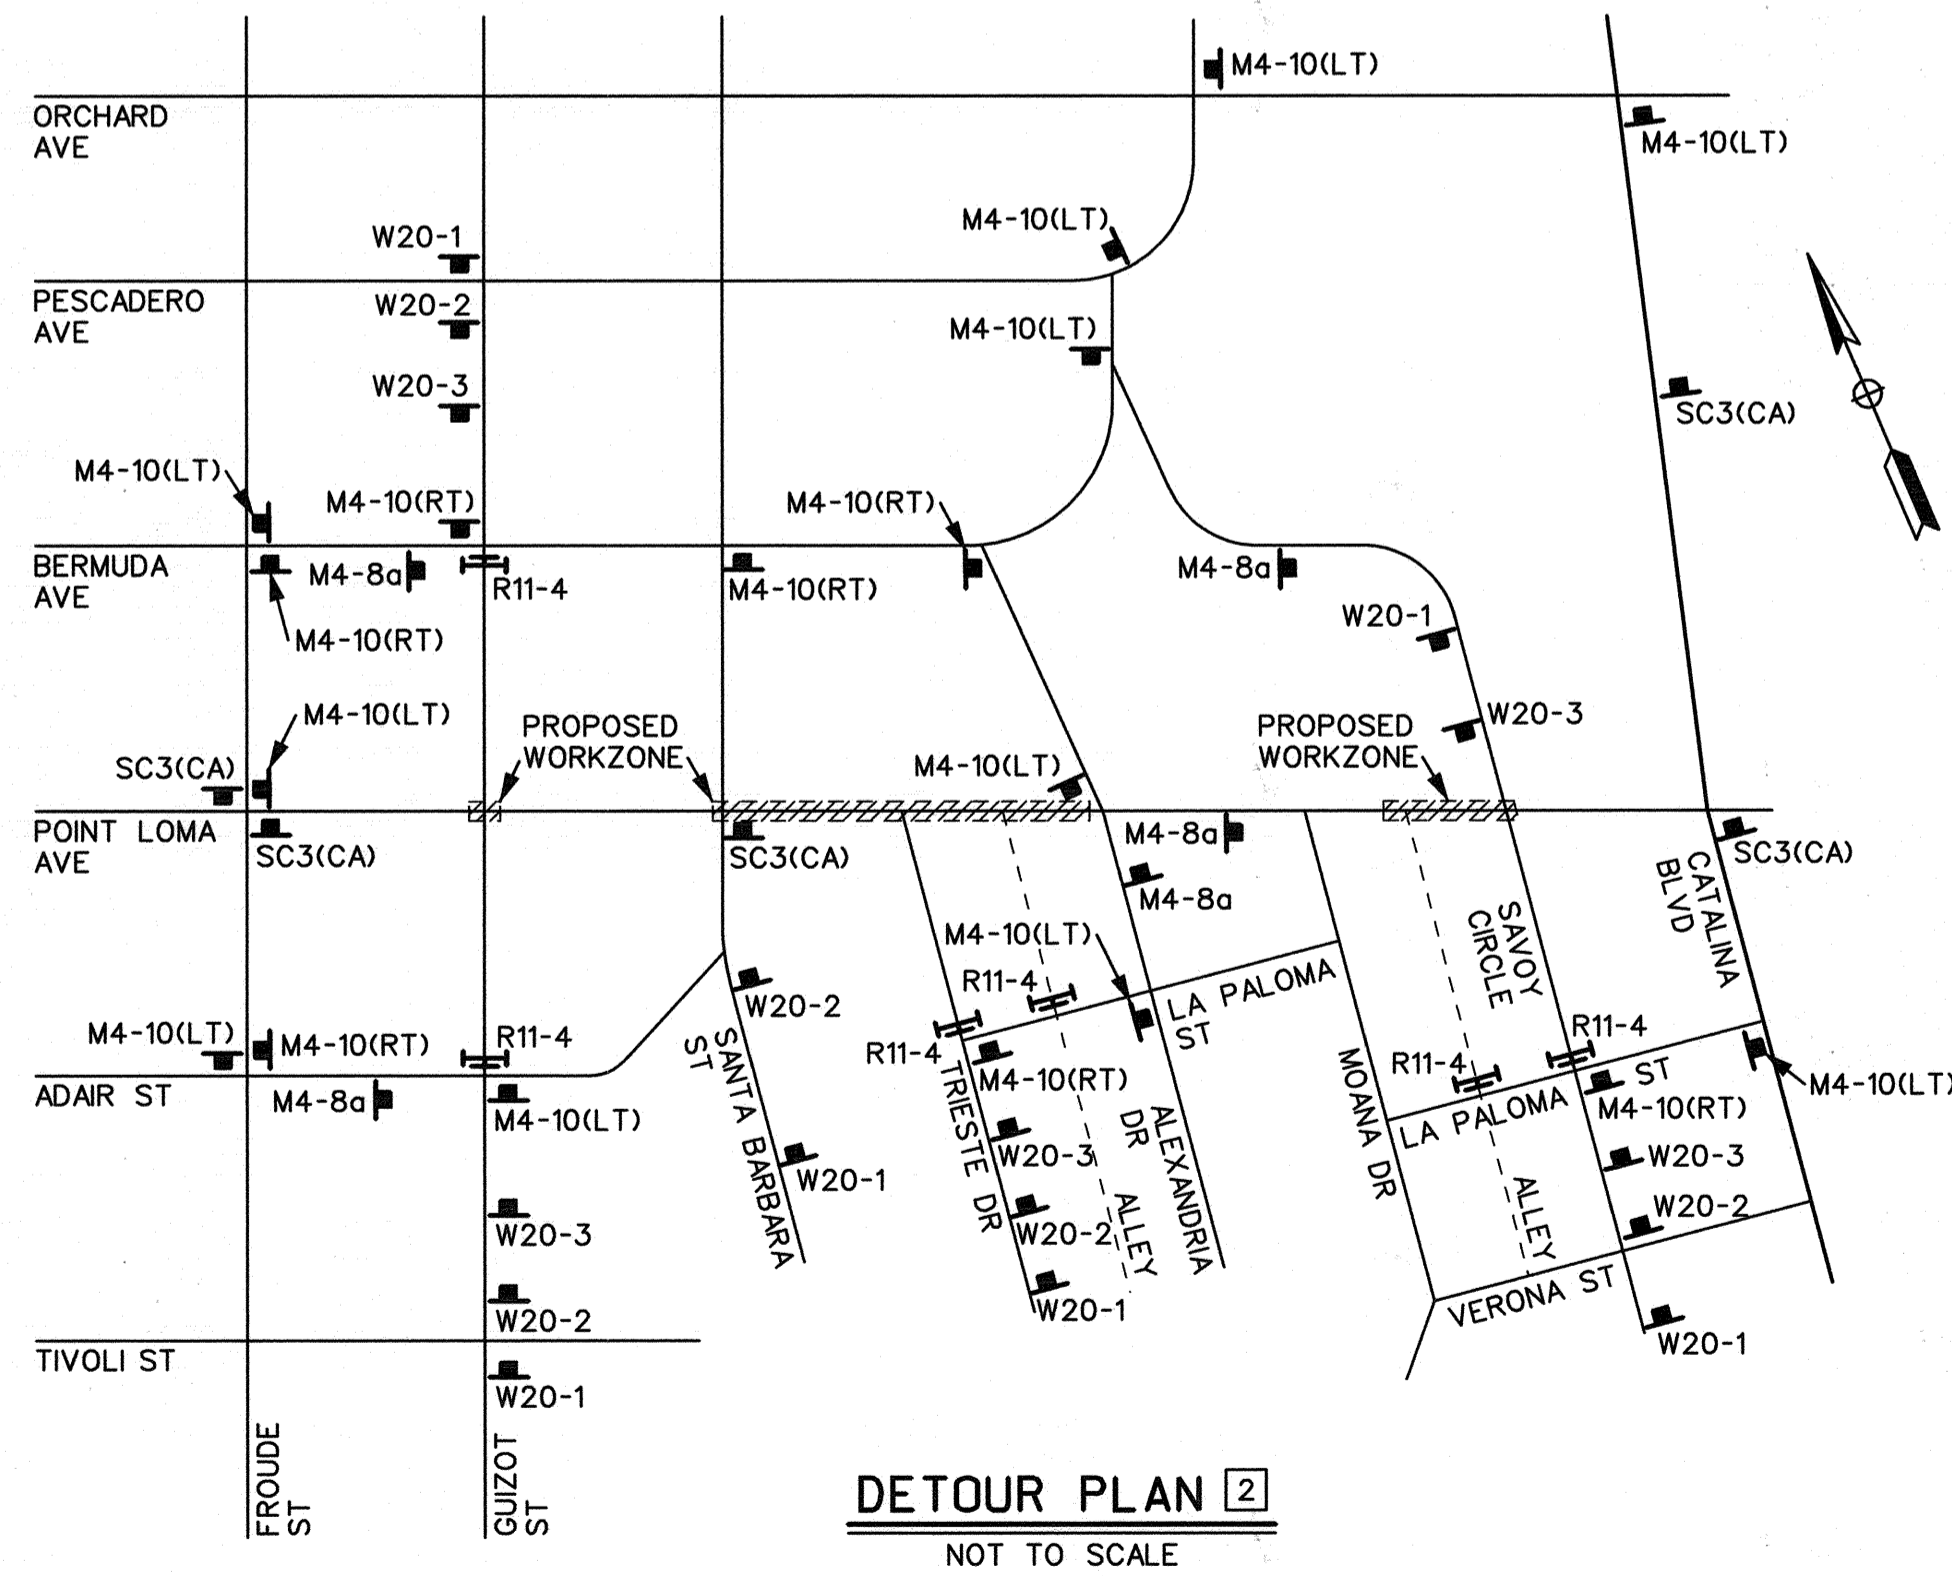 M4-10(LT)
ORCHARD
AVE
M4-10(LT)
M4-10(LT)
W20-1
PESCADERO
AVE
W20-2
M4-10(LT)
W20-3
SC3(CA)
M4-10(LT)
M4-10(RT)
M4-10(RT)
BERMUDA
AVE
M4-8a
R11-4
M4-10(RT)
M4-8a
M4-10(RT)
W20-1
M4-10(LT)
PROPOSED
WORKZONE
PROPOSED
WORKZONE
W20-3
SC3(CA)
M4-10(LT)
POINT LOMA
AVE
SC3(CA)
SC3(CA)
M4-8a
M4-8a
SC3(CA)
CATALINA
BLVD
SAVOY
CIRCLE
M4-10(LT)
R11-4
LA PALOMA
ST
W20-2
M4-10(LT)
M4-10(RT)
R11-4
R11-4
R11-4
R11-4
ADAIR ST
M4-8a
M4-10(LT)
SANTA BARBARA
ST
M4-10(RT)
TRIESTE DR
ALEXANDRIA
DR
MOANA DR
LA PALOMA
ST
M4-10(RT)
M4-10(LT)
W20-1
W20-3
W20-3
W20-3
W20-2
ALLEY
ALLEY
W20-2
W20-2
W20-1
VERONA ST
W20-1
TIVOLI ST
W20-1
FROUDE
ST
GUIZOT
ST
DETOUR PLAN 2
NOT TO SCALE